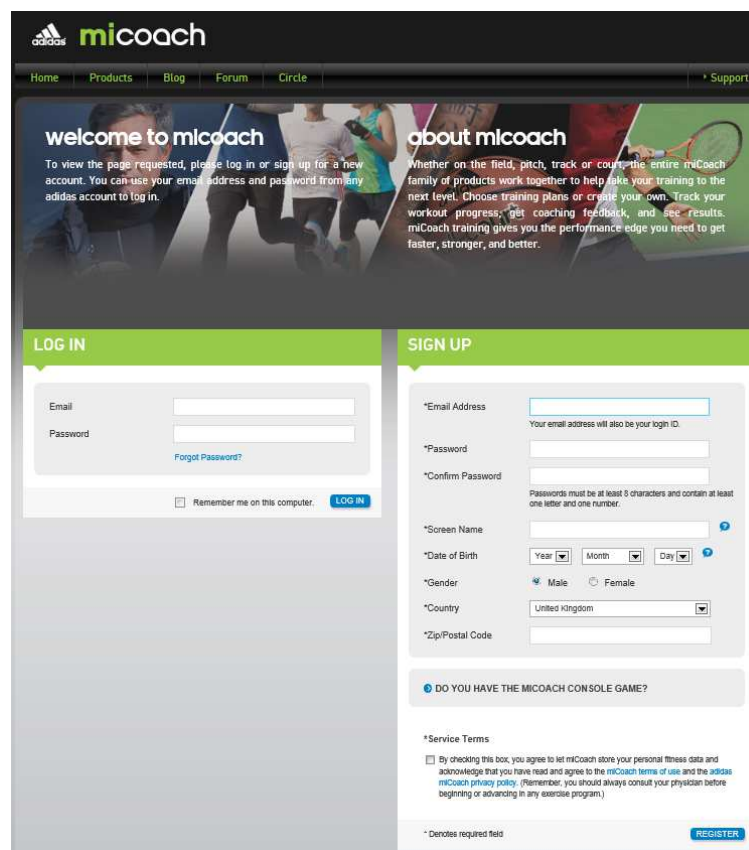 adidas micoach
Home Products Blog Forum Circle Support
welcome to micoach
To view the page requested, please log in or sign up for a new
account. You can use your email address and password from any
adidas account to log in.
about micoach
Whether on the field, pitch, track or court, the entire miCoach
family of products work together to help take your training to the
next level. Choose training plans or create your own. Track your
workout progress, get coaching feedback, and see results.
miCoach training gives you the performance edge you need to get
faster, stronger, and better.
LOG IN
Email
Password
Forgot Password?
Remember me on this computer. LOG IN
SIGN UP
*Email Address
Your email address will also be your login ID.
*Password
*Confirm Password
Passwords must be at least 8 characters and contain at least
one letter and one number.
*Screen Name ?
*Date of Birth Year Month Day ?
*Gender Male Female
*Country United Kingdom
*Zip/Postal Code
DO YOU HAVE THE MICOACH CONSOLE GAME?
*Service Terms
By checking this box, you agree to let miCoach store your personal fitness data and
acknowledge that you have read and agree to the miCoach terms of use and the adidas
miCoach privacy policy. (Remember, you should always consult your physician before
beginning or advancing in any exercise program.)
* Denotes required field REGISTER